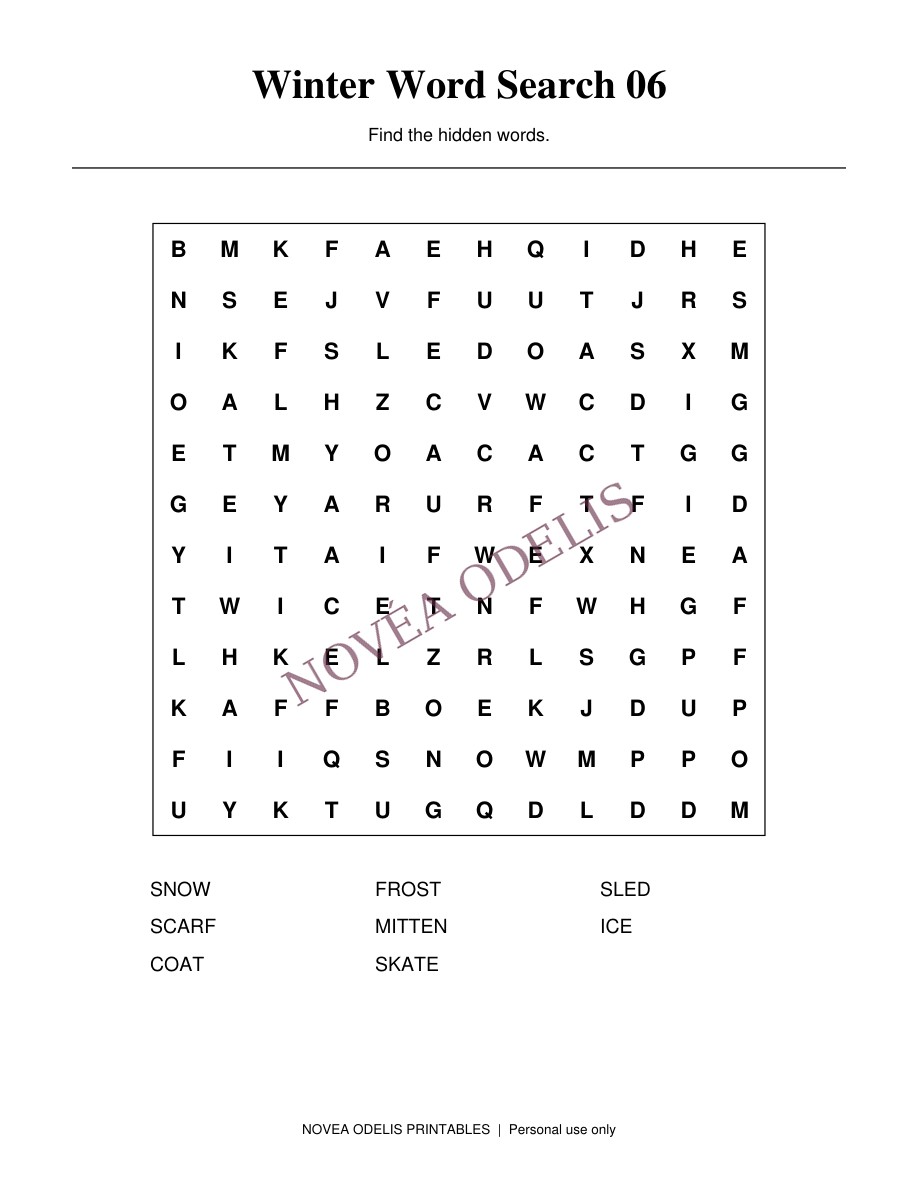 Winter Word Search 06
Find the hidden words.
B M K F A E H Q I D H E
N S E J V F U U T J R S
I K F S L E D O A S X M
O A L H Z C V W C D I G
E T M Y O A C A C T G G
G E Y A R U R F T F I D
Y I T A I F W E X N E A
T W I C E T N F W H G F
L H K E L Z R L S G P F
K A F F B O E K J D U P
F I I Q S N O W M P P O
U Y K T U G Q D L D D M
NOVÉA ODELIS
SNOW FROST SLED
SCARF MITTEN ICE
COAT SKATE
NOVEA ODELIS PRINTABLES | Personal use only